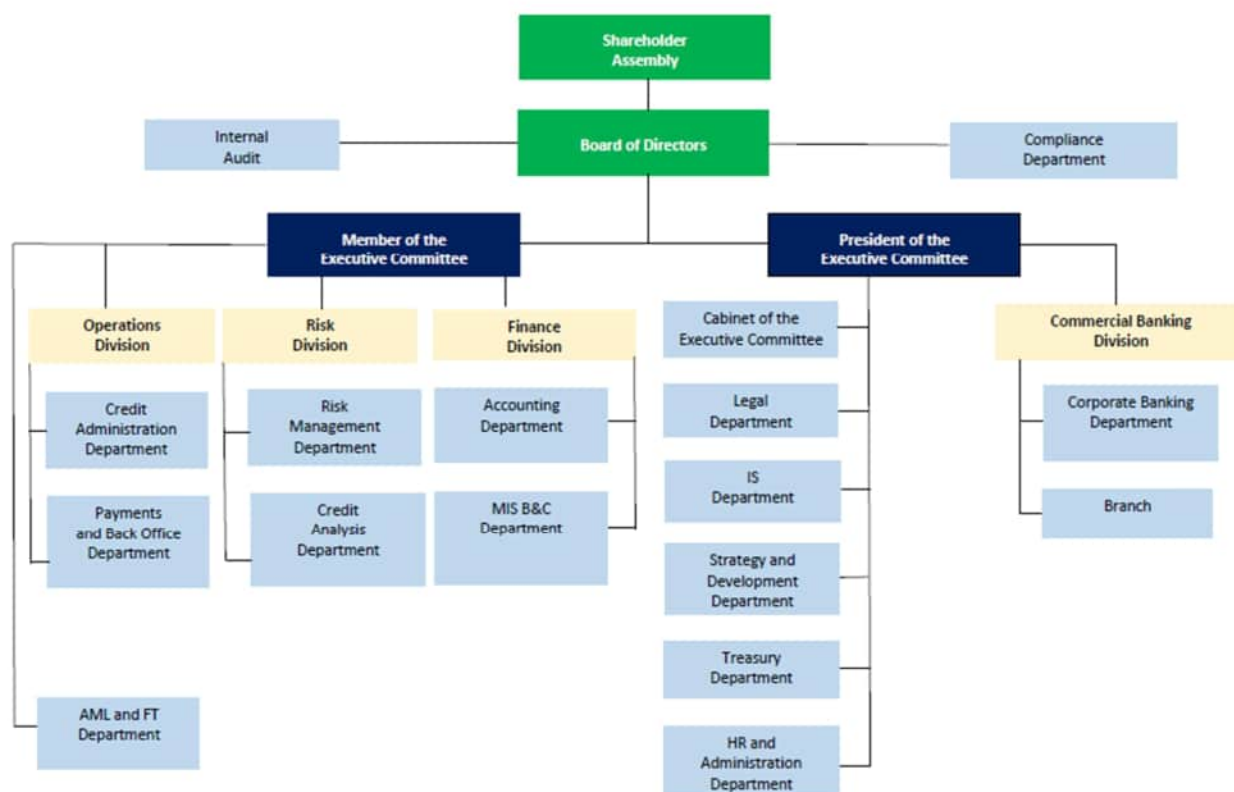 Shareholder
Assembly
Internal
Audit
Board of Directors
Compliance
Department
Member of the
Executive Committee
President of the
Executive Committee
Operations
Division
Risk
Division
Finance
Division
Cabinet of the
Executive Committee
Commercial Banking
Division
Credit
Administration
Department
Risk
Management
Department
Accounting
Department
Legal
Department
Corporate Banking
Department
Payments
and Back Office
Department
Credit
Analysis
Department
MIS B&C
Department
IS
Department
Branch
Strategy and
Development
Department
Treasury
Department
AML and FT
Department
HR and
Administration
Department